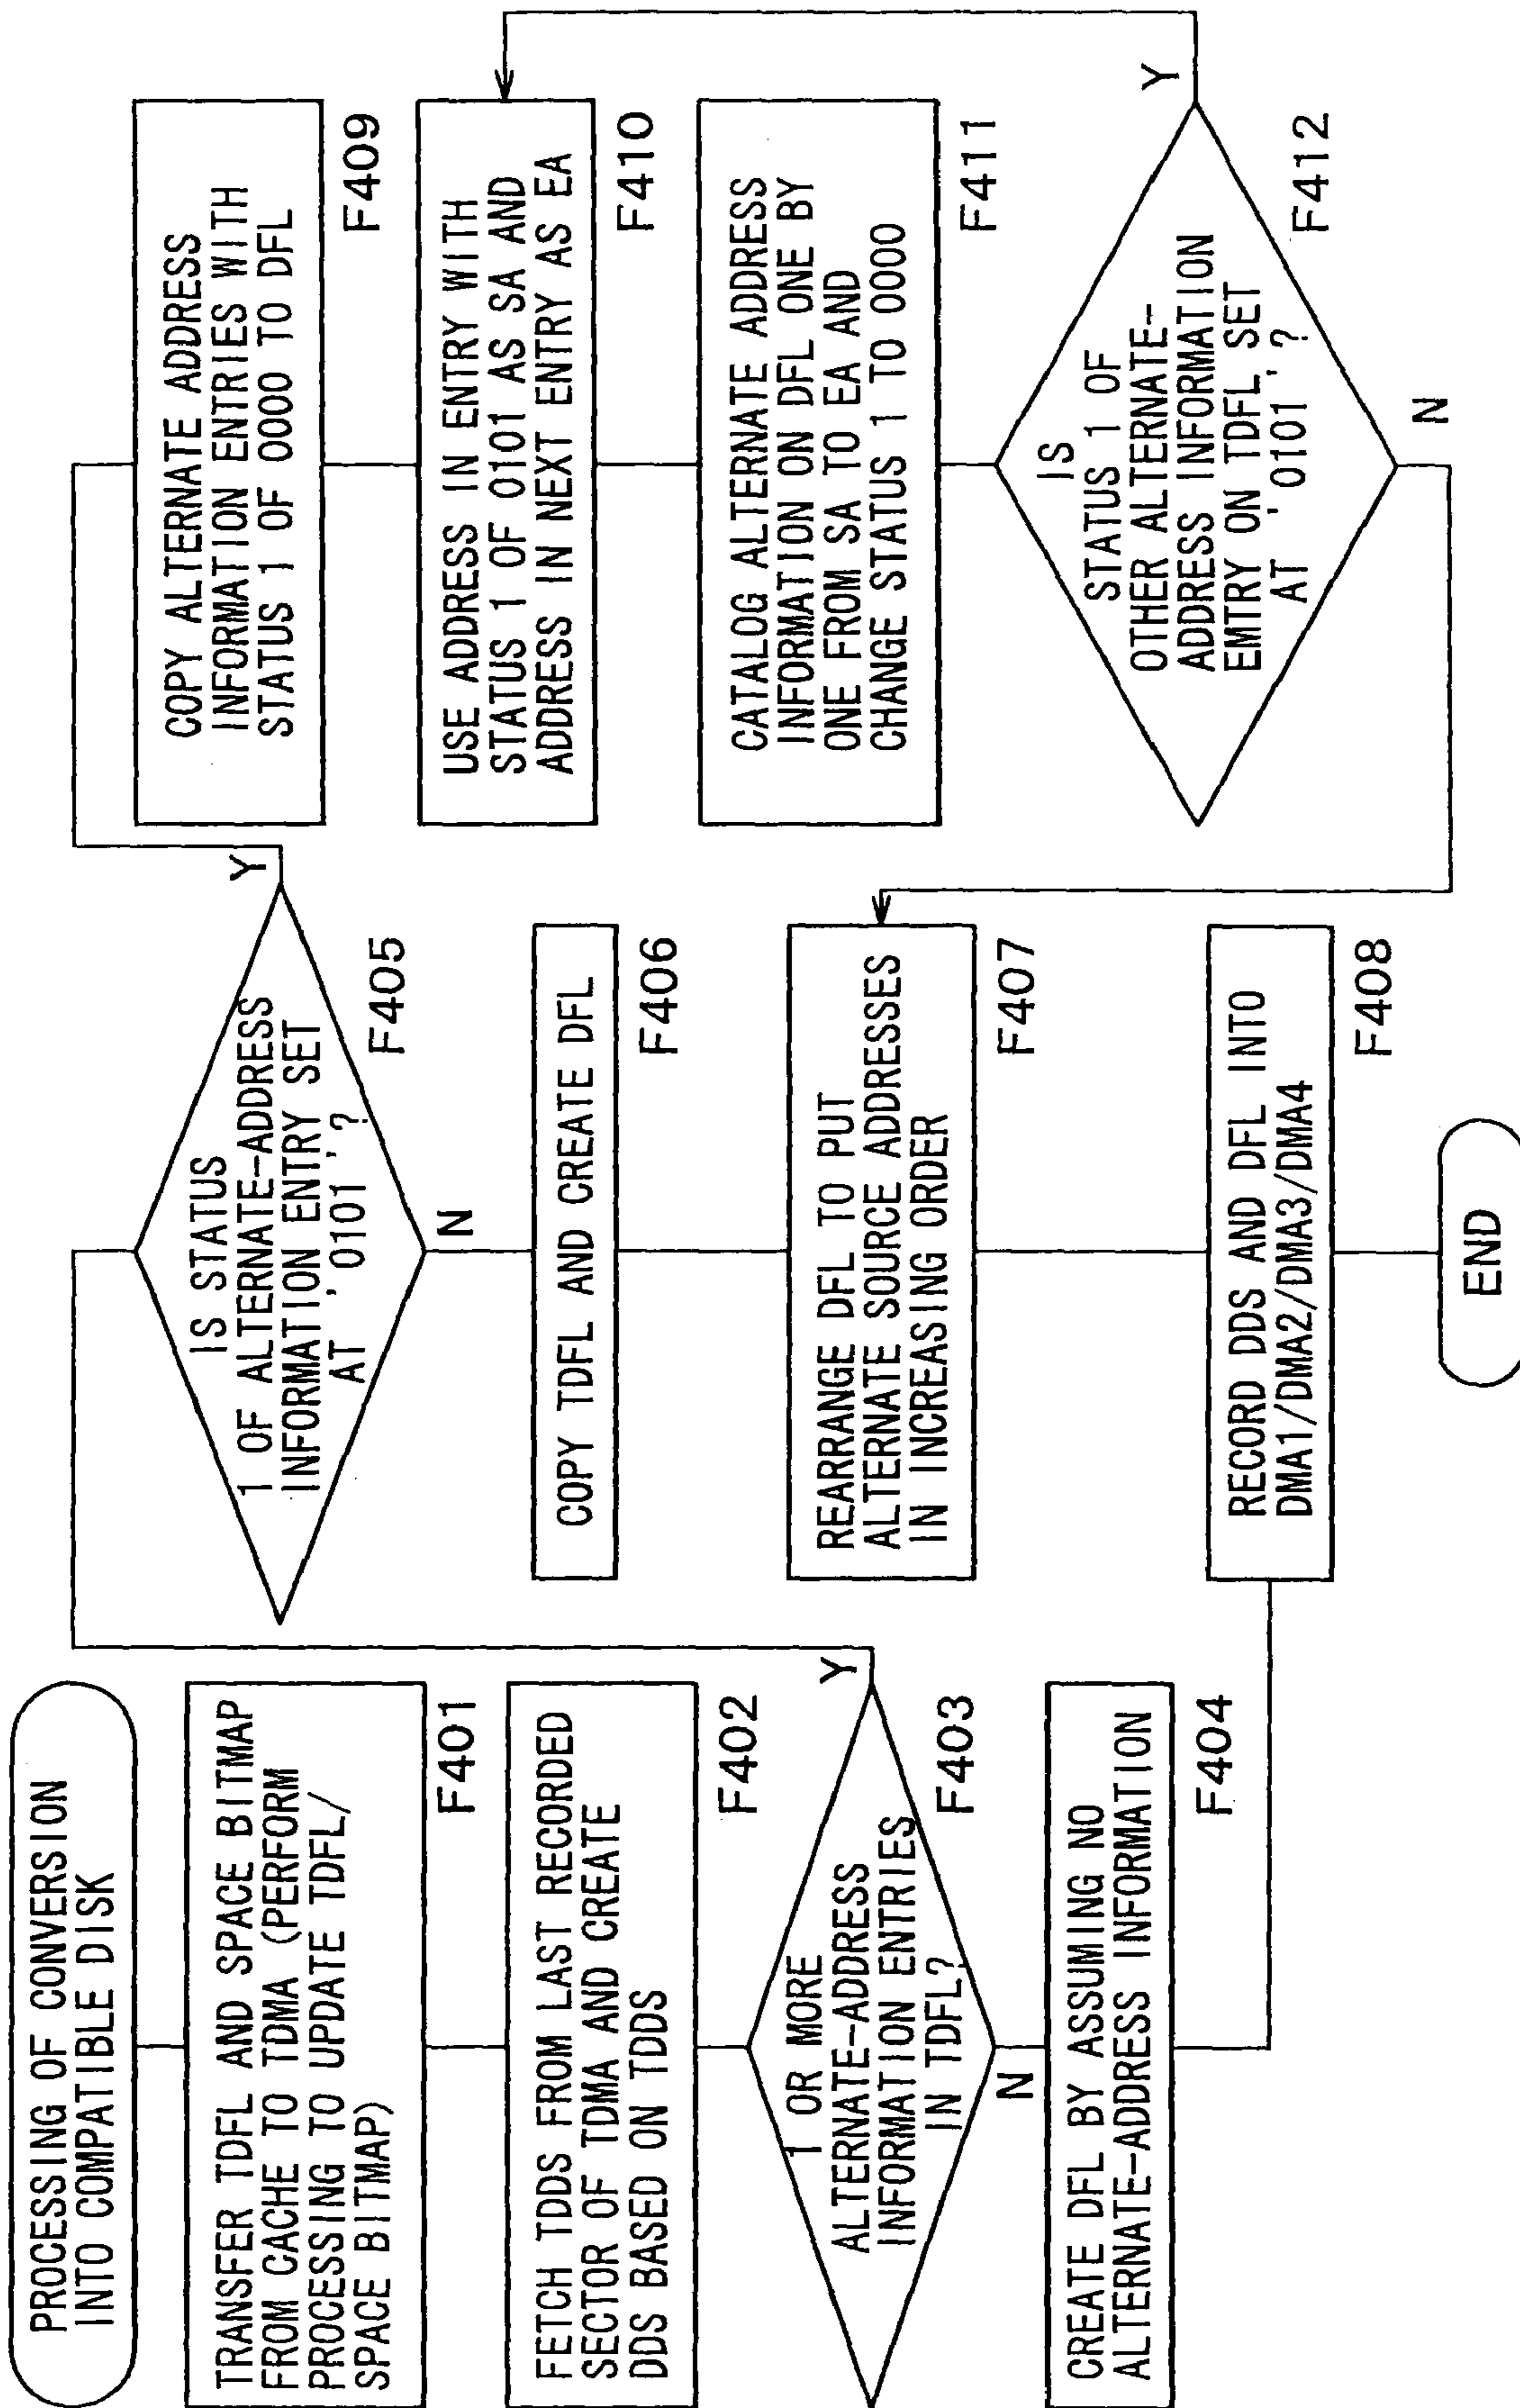 PROCESSING OF CONVERSION
INTO COMPATIBLE DISK
TRANSFER TDFL AND SPACE BITMAP
FROM CACHE TO TDMA (PERFORM
PROCESSING TO UPDATE TDFL/
SPACE BITMAP)
F401
FETCH TDDS FROM LAST RECORDED
SECTOR OF TDMA AND CREATE
DDS BASED ON TDDS
F402
1 OR MORE
ALTERNATE-ADDRESS
INFORMATION ENTRIES
IN TDFL?
Y
F403
N
CREATE DFL BY ASSUMING NO
ALTERNATE-ADDRESS INFORMATION
F404
IS STATUS
1 OF ALTERNATE-ADDRESS
INFORMATION ENTRY SET
AT '0101'?
Y
F405
N
COPY TDFL AND CREATE DFL
F406
REARRANGE DFL TO PUT
ALTERNATE SOURCE ADDRESSES
IN INCREASING ORDER
F407
RECORD DDS AND DFL INTO
DMA1/DMA2/DMA3/DMA4
F408
END
COPY ALTERNATE ADDRESS
INFORMATION ENTRIES WITH
STATUS 1 OF 0000 TO DFL
F409
USE ADDRESS IN ENTRY WITH
STATUS 1 OF 0101 AS SA AND
ADDRESS IN NEXT ENTRY AS EA
F410
CATALOG ALTERNATE ADDRESS
INFORMATION ON DFL ONE BY
ONE FROM SA TO EA AND
CHANGE STATUS 1 TO 0000
F411
IS
STATUS 1 OF
OTHER ALTERNATE-
ADDRESS INFORMATION
EMTRY ON TDFL SET
AT '0101'?
Y
F412
N